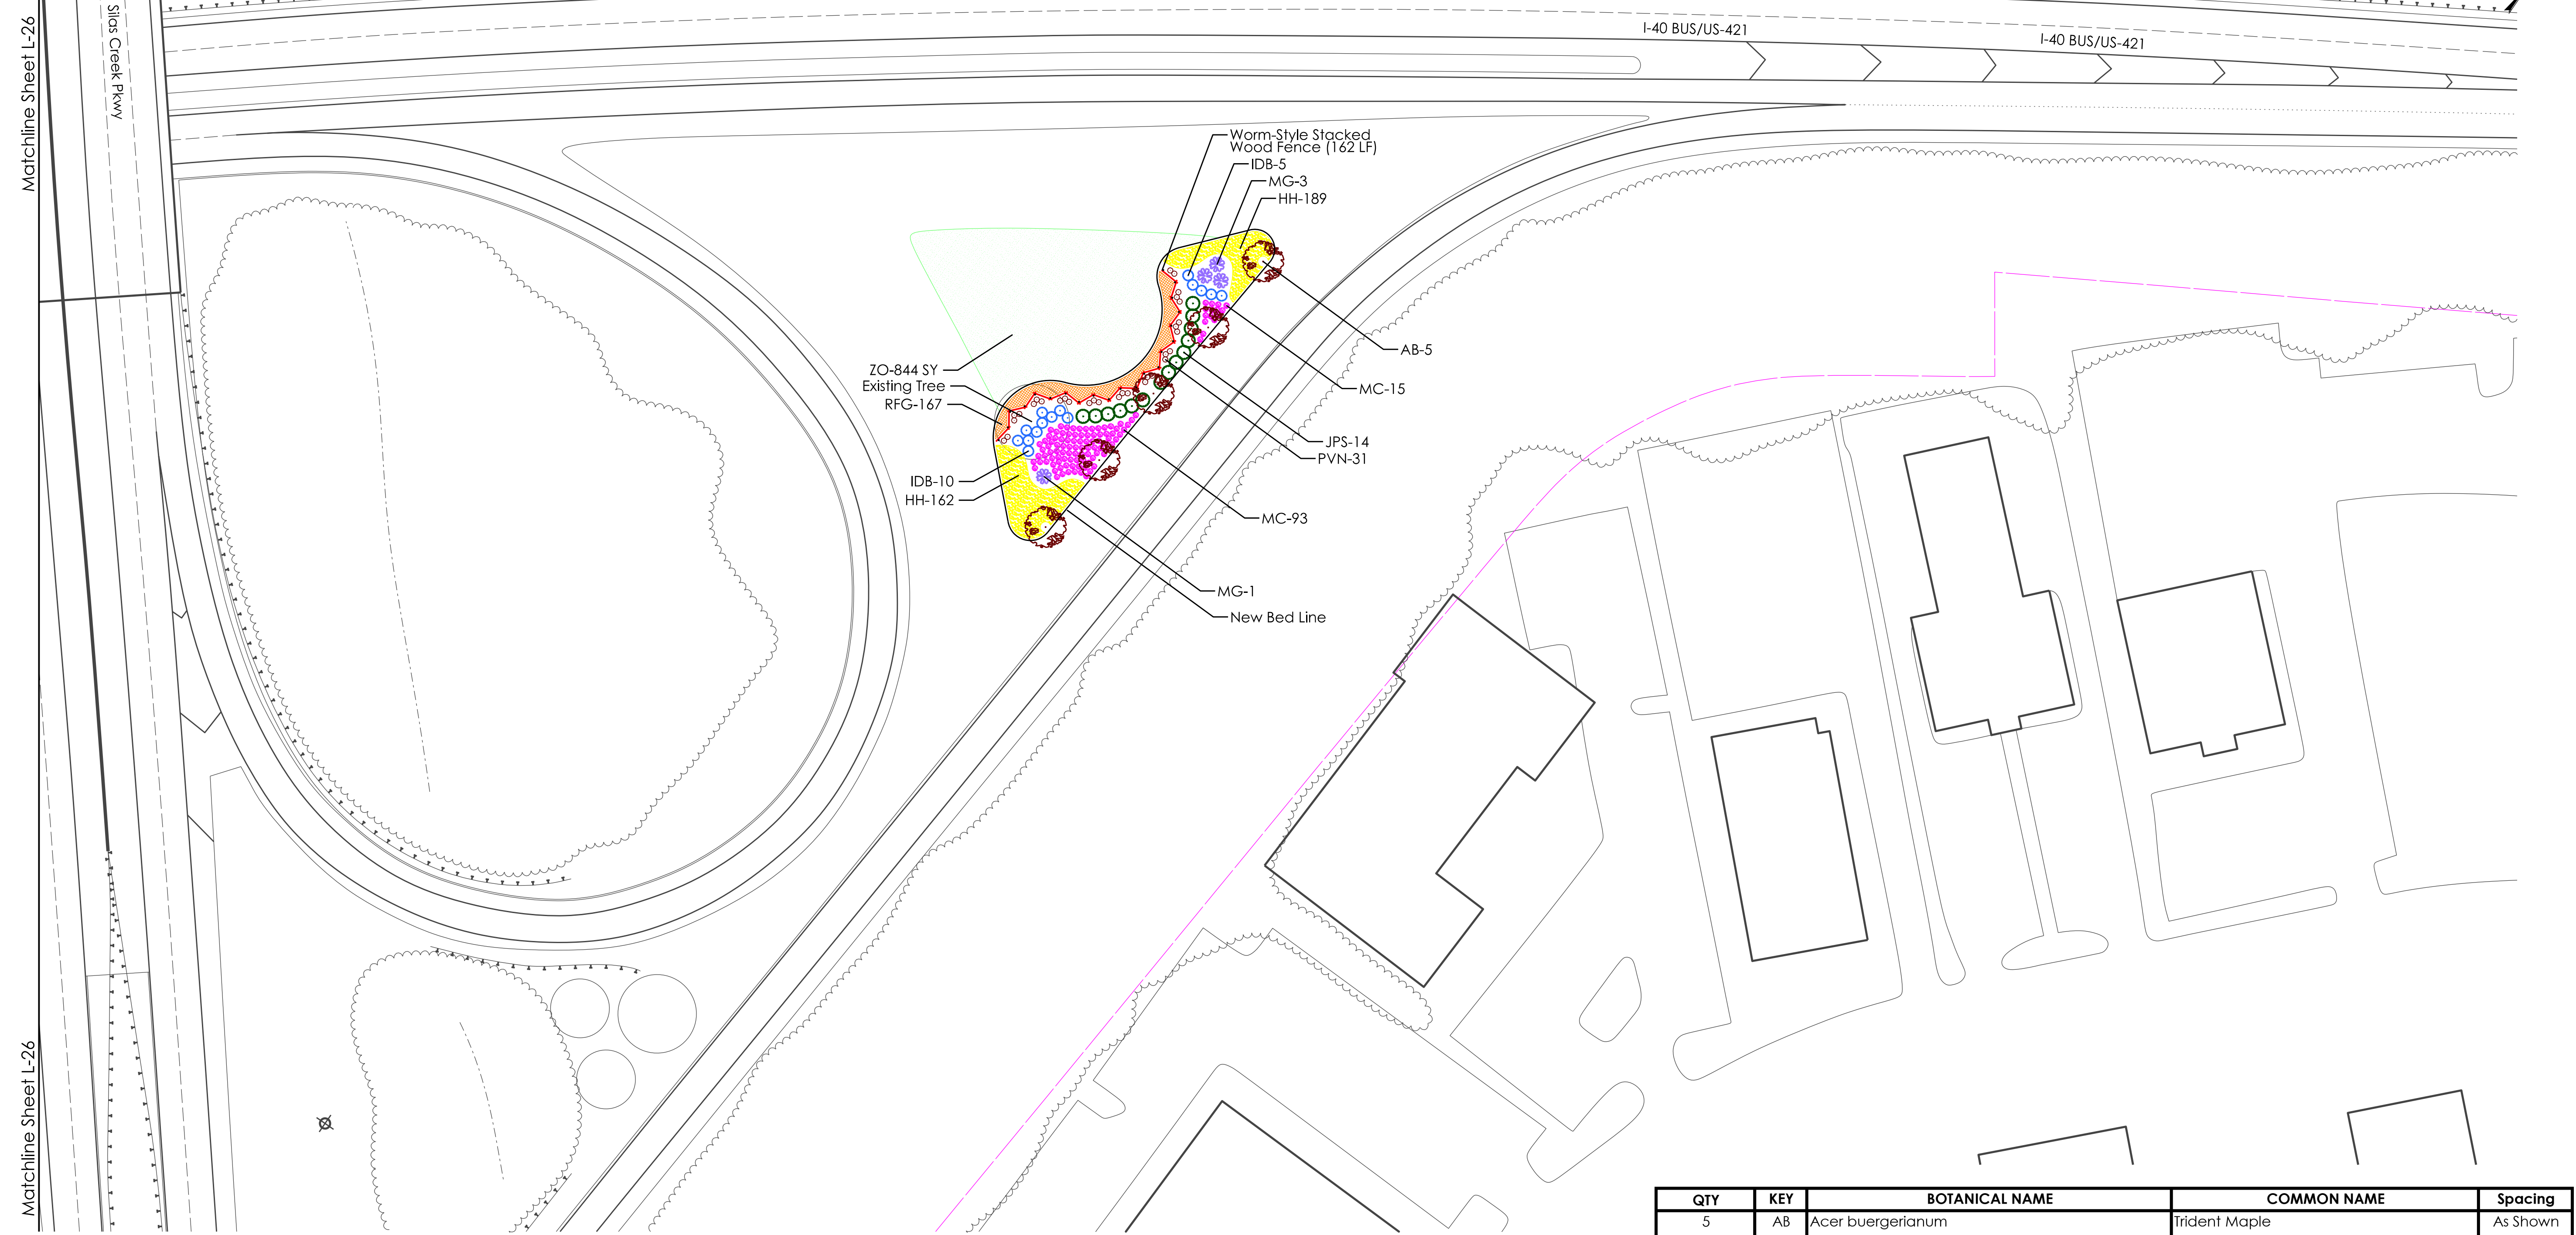 Matchline Sheet L-26
Silas Creek Pkwy
I-40 BUS/US-421
I-40 BUS/US-421
Worm-Style Stacked
Wood Fence (162 LF)
IDB-5
MG-3
HH-189
AB-5
ZO-844 SY
Existing Tree
MC-15
RFG-167
JPS-14
PVN-31
IDB-10
HH-162
MC-93
MG-1
New Bed Line
Matchline Sheet L-26
QTY KEY BOTANICAL NAME COMMON NAME Spacing
5 AB Acer buergerianum Trident Maple As Shown